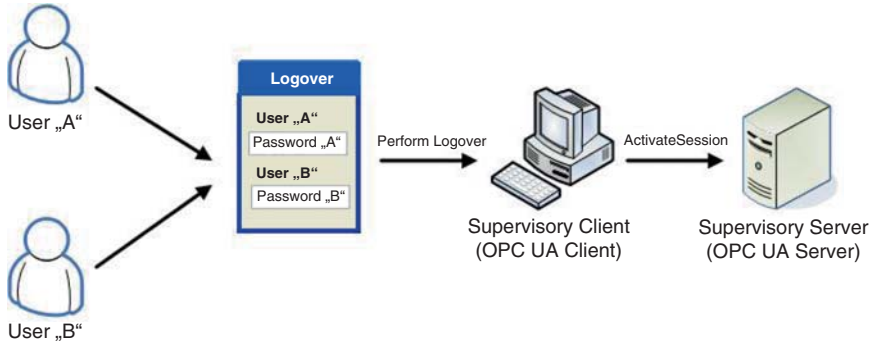 User „A“
Logover
User „A“
Password „A“
User „B“
Password „B“
Perform Logover
ActivateSession
Supervisory Client
(OPC UA Client)
Supervisory Server
(OPC UA Server)
User „B“